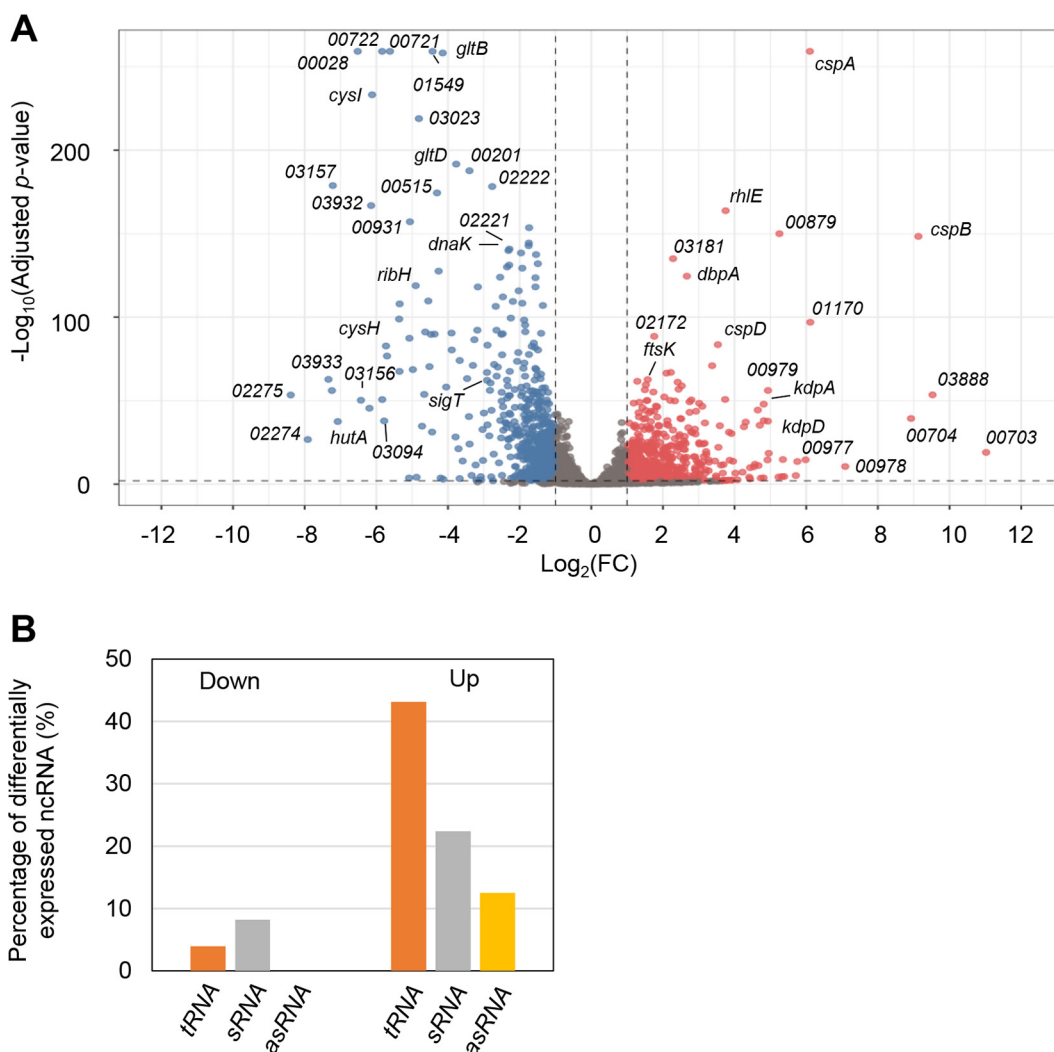 A
00722
00721
gltB
00028
01549
cspA
cysI
03023
200
gltD
00201
03157
00515
02222
03932
rhlE
00931
02221
00879
cspB
dnaK
03181
ribH
dbpA
01170
100
cysH
02172
cspD
ftsK
03933
03156
00979
03888
02275
sigT
kdpA
02274
hutA
kdpD
00704
00703
03094
00977
00978
0
-Log10(Adjusted p-value)
-12 -10 -8 -6 -4 -2 0 2 4 6 8 10 12
Log2(FC)
B
50
Down Up
40
30
20
10
0
Percentage of differentially
expressed ncRNA (%)
tRNA sRNA asRNA tRNA sRNA asRNA